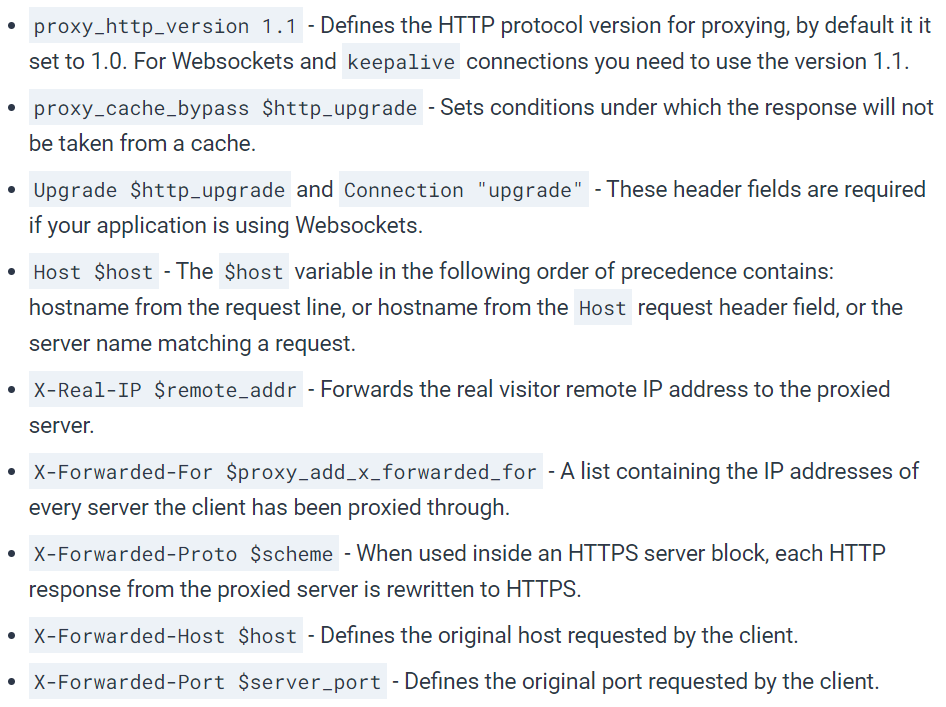 proxy_http_version 1.1 - Defines the HTTP protocol version for proxying, by default it it
set to 1.0. For Websockets and keepalive connections you need to use the version 1.1.
proxy_cache_bypass $http_upgrade - Sets conditions under which the response will not
be taken from a cache.
Upgrade $http_upgrade and Connection "upgrade" - These header fields are required
if your application is using Websockets.
Host $host - The $host variable in the following order of precedence contains:
hostname from the request line, or hostname from the Host request header field, or the
server name matching a request.
X-Real-IP $remote_addr - Forwards the real visitor remote IP address to the proxied
server.
X-Forwarded-For $proxy_add_x_forwarded_for - A list containing the IP addresses of
every server the client has been proxied through.
X-Forwarded-Proto $scheme - When used inside an HTTPS server block, each HTTP
response from the proxied server is rewritten to HTTPS.
X-Forwarded-Host $host - Defines the original host requested by the client.
X-Forwarded-Port $server_port - Defines the original port requested by the client.